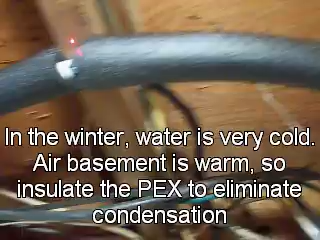 In the winter, water is very cold.
Air basement is warm, so
insulate the PEX to eliminate
condensation